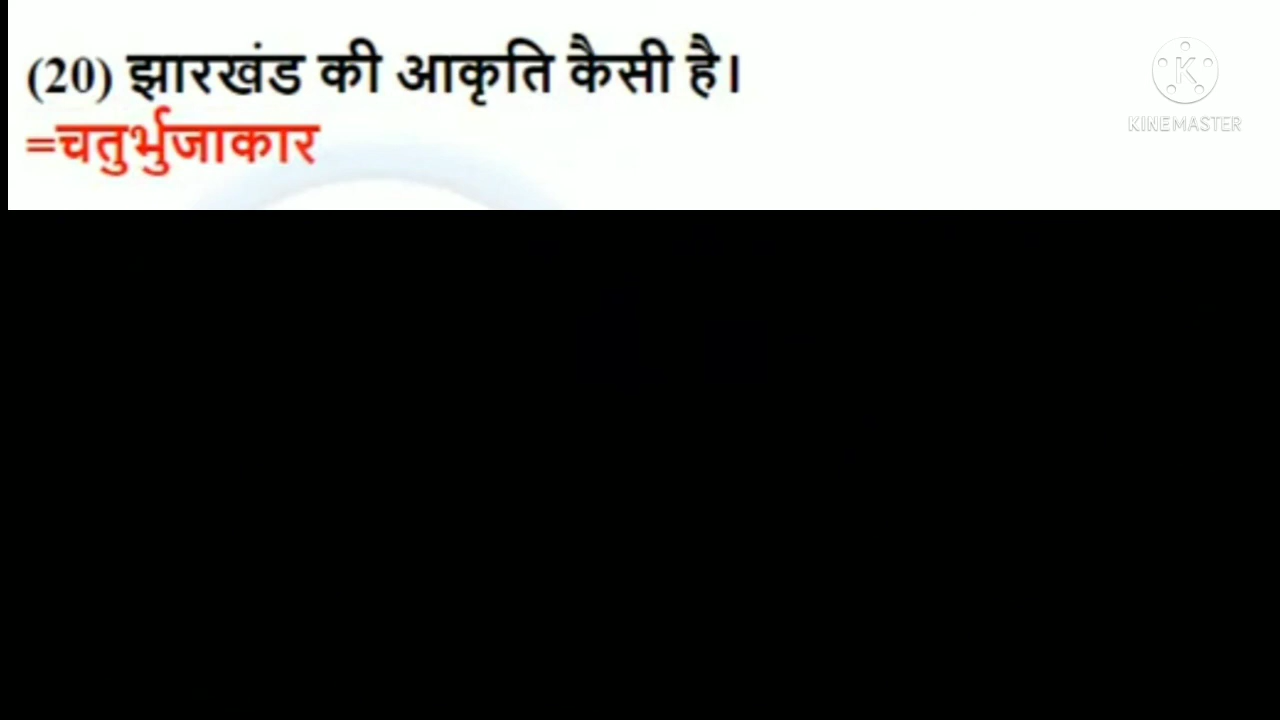 (20) झारखंड की आकृति कैसी है।
=चतुर्भुजाकार
KINEMASTER